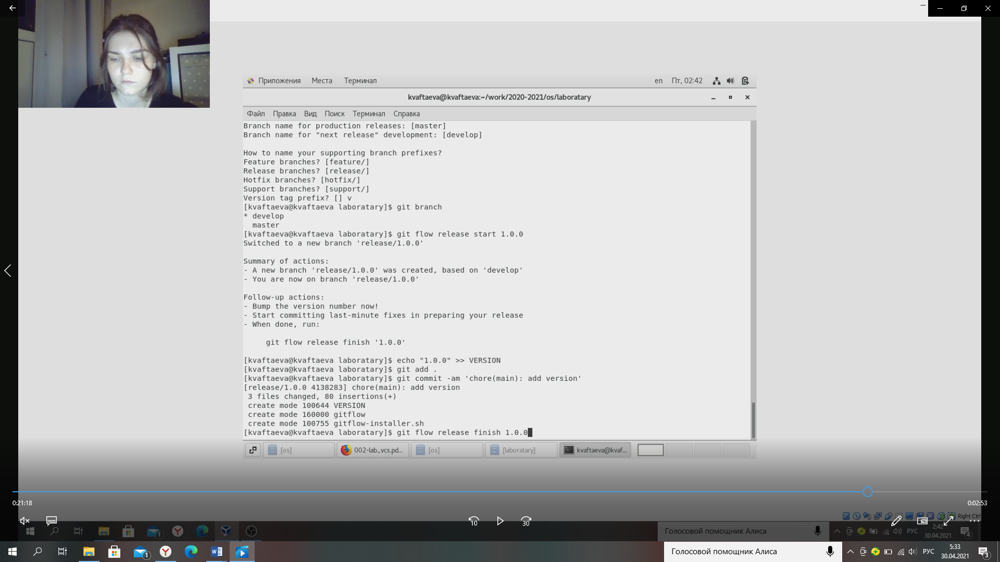 Приложения Места Терминал en Пт, 02:42
kvaftaeva@kvaftaeva:~/work/2020-2021/os/laboratary
Файл Правка Вид Поиск Терминал Справка
Branch name for production releases: [master]
Branch name for "next release" development: [develop]
How to name your supporting branch prefixes?
Feature branches? [feature/]
Release branches? [release/]
Hotfix branches? [hotfix/]
Support branches? [support/]
Version tag prefix? [] v
[kvaftaeva@kvaftaeva laboratary]$ git branch
* develop
  master
[kvaftaeva@kvaftaeva laboratary]$ git flow release start 1.0.0
Switched to a new branch 'release/1.0.0'
Summary of actions:
- A new branch 'release/1.0.0' was created, based on 'develop'
- You are now on branch 'release/1.0.0'
Follow-up actions:
- Bump the version number now!
- Start committing last-minute fixes in preparing your release
- When done, run:
     git flow release finish '1.0.0'
[kvaftaeva@kvaftaeva laboratary]$ echo "1.0.0" >> VERSION
[kvaftaeva@kvaftaeva laboratary]$ git add .
[kvaftaeva@kvaftaeva laboratary]$ git commit -am 'chore(main): add version'
[release/1.0.0 4138283] chore(main): add version
 3 files changed, 80 insertions(+)
 create mode 100644 VERSION
 create mode 160000 gitflow
 create mode 100755 gitflow-installer.sh
[kvaftaeva@kvaftaeva laboratary]$ git flow release finish 1.0.0
[os] 002-lab_vcs.pd... [os] [laboratary] kvaftaeva@kvaf...
0:21:18 0:02:53
10 30 Right Ctrl
1 Голосовой помощник Алиса РУС 2:42
30.04.2021 4
1 Голосовой помощник Алиса РУС 5:33
30.04.2021 3